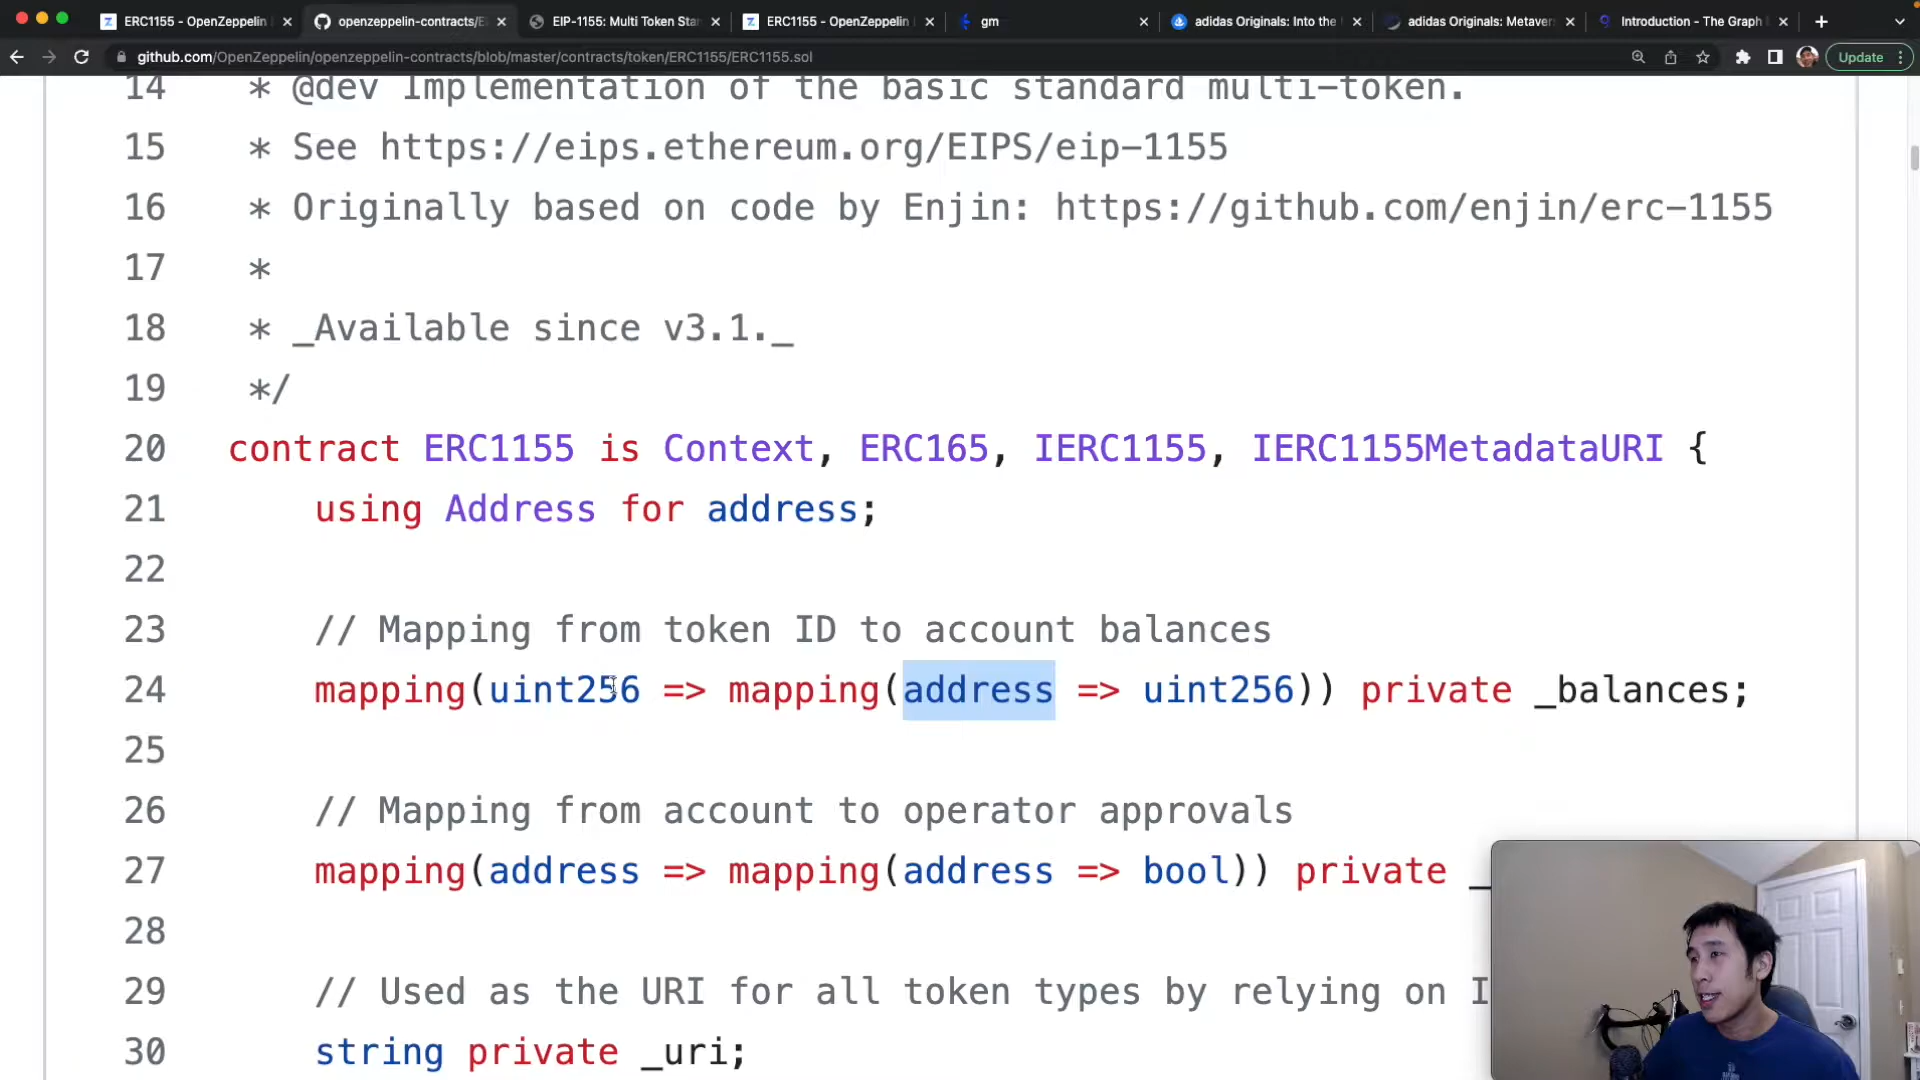 ERC1155 - OpenZeppelin
openzeppelin-contracts/E
EIP-1155: Multi Token Sta
ERC1155 - OpenZeppelin
gm
adidas Originals: Into the
adidas Originals: Metaver
Introduction - The Graph
github.com/OpenZeppelin/openzeppelin-contracts/blob/master/contracts/token/ERC1155/ERC1155.sol
Update
14 * @dev Implementation of the basic standard multi-token.
15 * See https://eips.ethereum.org/EIPS/eip-1155
16 * Originally based on code by Enjin: https://github.com/enjin/erc-1155
17 *
18 * _Available since v3.1._
19 */
20 contract ERC1155 is Context, ERC165, IERC1155, IERC1155MetadataURI {
21 using Address for address;
22
23 // Mapping from token ID to account balances
24 mapping(uint256 => mapping(address => uint256)) private _balances;
25
26 // Mapping from account to operator approvals
27 mapping(address => mapping(address => bool)) private _
28
29 // Used as the URI for all token types by relying on I
30 string private _uri;